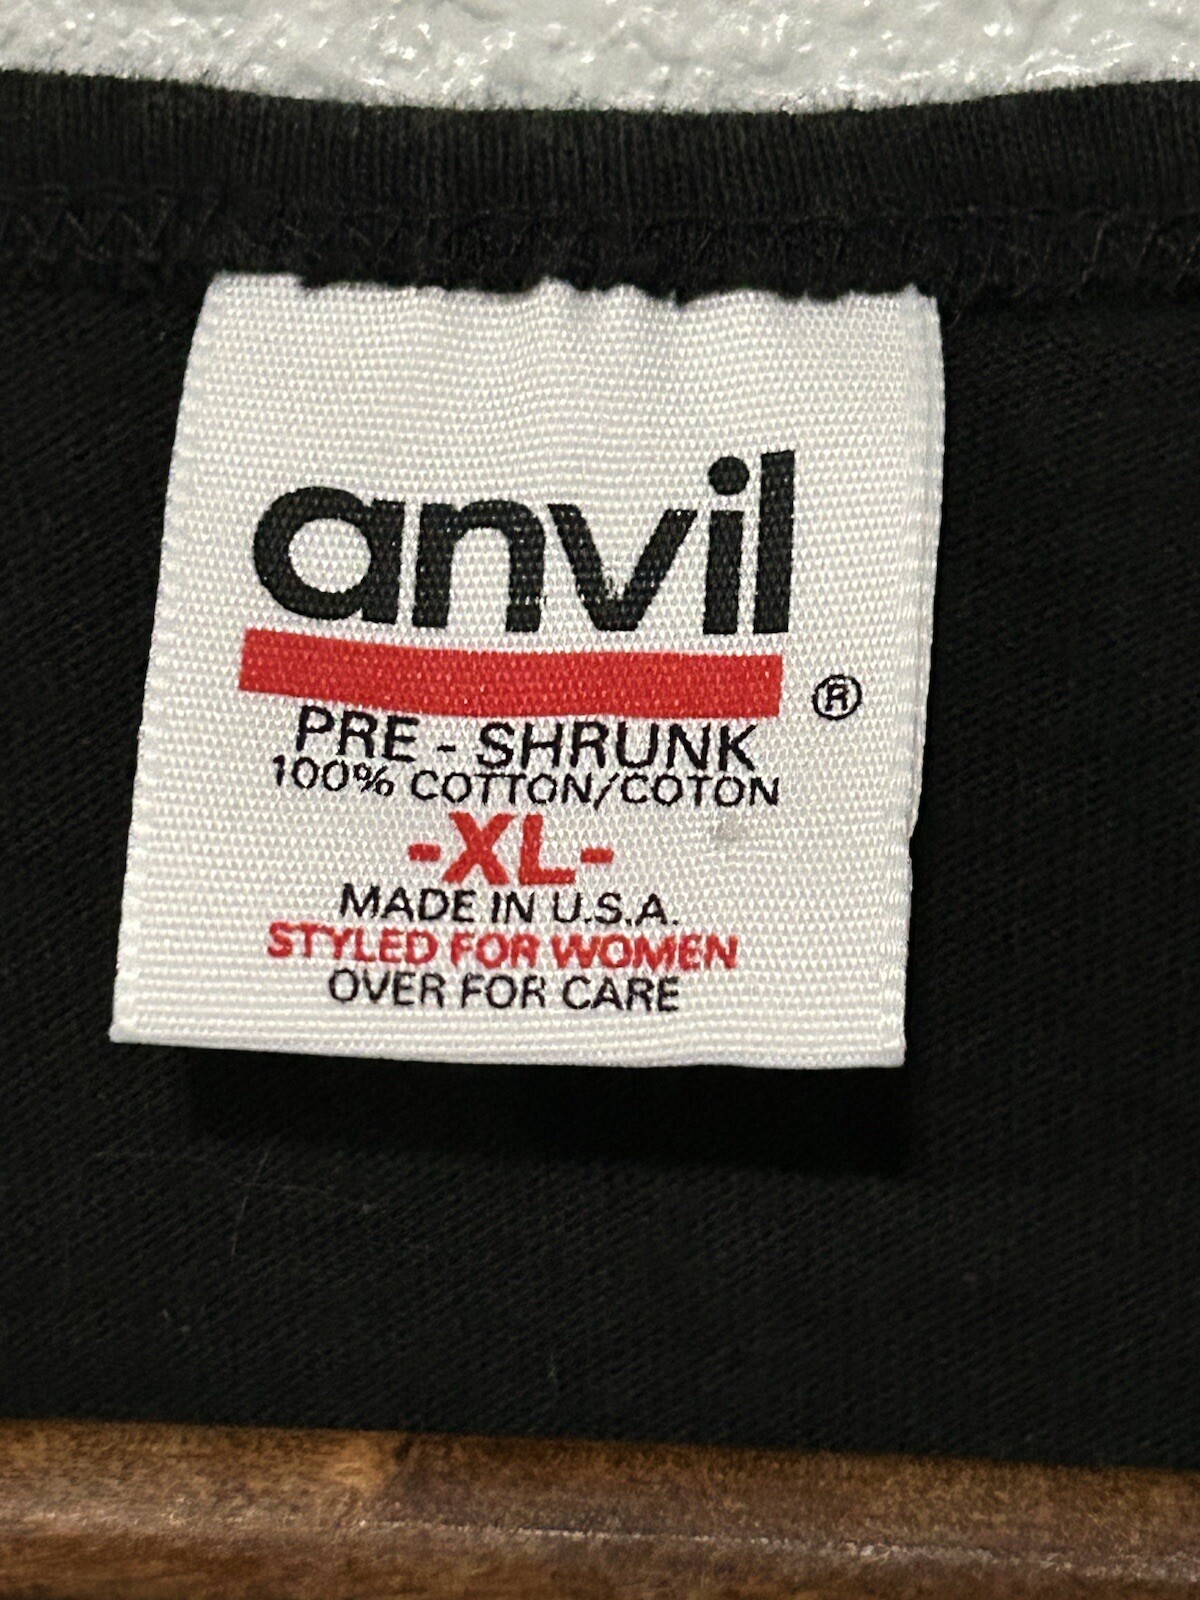 anvil
®
PRE - SHRUNK
100% COTTON/COTON
-XL-
MADE IN U.S.A.
STYLED FOR WOMEN
OVER FOR CARE